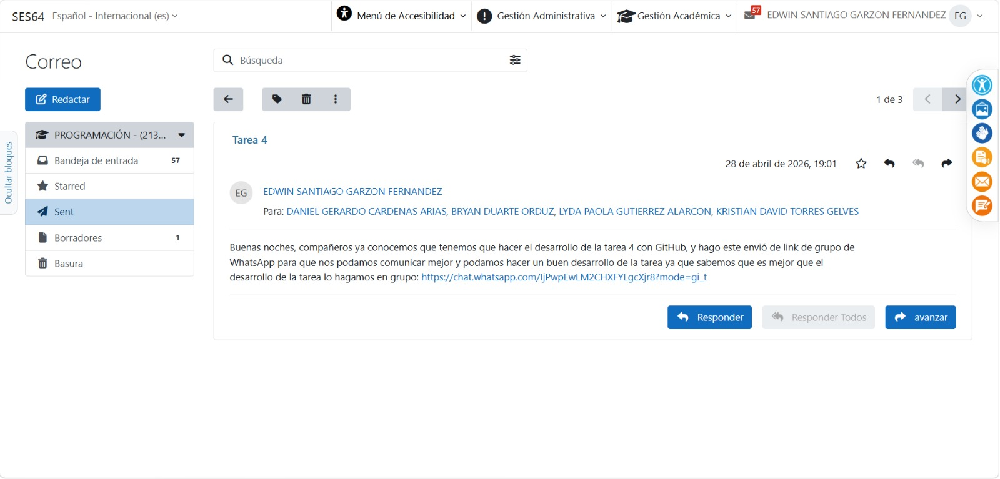 SES64 Español - Internacional (es) Menú de Accesibilidad Gestión Administrativa Gestión Académica 57 EDWIN SANTIAGO GARZON FERNANDEZ EG
Correo
Búsqueda
Redactar
1 de 3
Ocultar bloques
PROGRAMACIÓN - (213...
Bandeja de entrada 57
Starred
Sent
Borradores 1
Basura
Tarea 4
28 de abril de 2026, 19:01
EG EDWIN SANTIAGO GARZON FERNANDEZ
Para: DANIEL GERARDO CARDENAS ARIAS, BRYAN DUARTE ORDUZ, LYDA PAOLA GUTIERREZ ALARCON, KRISTIAN DAVID TORRES GELVES
Buenas noches, compañeros ya conocemos que tenemos que hacer el desarrollo de la tarea 4 con GitHub, y hago este envió de link de grupo de
WhatsApp para que nos podamos comunicar mejor y podamos hacer un buen desarrollo de la tarea ya que sabemos que es mejor que el
desarrollo de la tarea lo hagamos en grupo: https://chat.whatsapp.com/IjPwpEwLM2CHXFYLgcXjr8?mode=gi_t
Responder Responder Todos avanzar